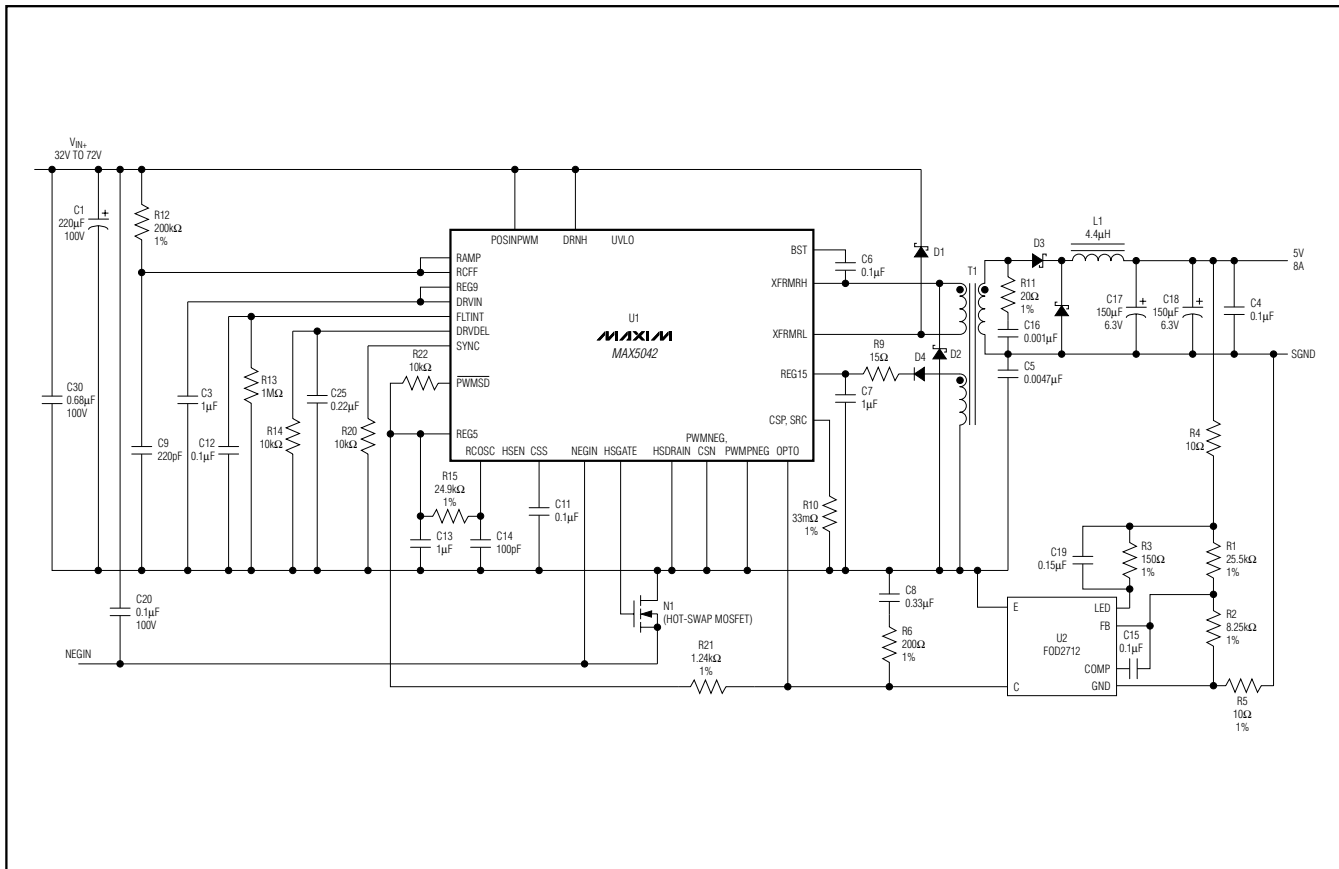 VIN+
32V TO 72V
C1
220µF
100V
R12
200kΩ
1%
C30
0.68µF
100V
C9
220pF
C3
1µF
C12
0.1µF
R13
1MΩ
R14
10kΩ
C25
0.22µF
R20
10kΩ
R22
10kΩ
C20
0.1µF
100V
NEGIN
POSINPWM
DRNH
UVLO
RAMP
RCFF
REG9
DRVIN
FLTINT
DRVDEL
SYNC
PWMSD
REG5
RCOSC
HSEN
CSS
NEGIN
HSGATE
HSDRAIN
PWMNEG,
CSN
PWMPNEG
OPTO
BST
XFRMRH
XFRMRL
REG15
CSP, SRC
U1
MAXIM
MAX5042
R15
24.9kΩ
1%
C13
1µF
C14
100pF
C11
0.1µF
N1
(HOT-SWAP MOSFET)
R21
1.24kΩ
1%
C8
0.33µF
R6
200Ω
1%
R10
33mΩ
1%
C6
0.1µF
R9
15Ω
D4
C7
1µF
D1
D2
T1
D3
R11
20Ω
1%
C16
0.001µF
C5
0.0047µF
L1
4.4µH
C17
150µF
6.3V
C18
150µF
6.3V
C4
0.1µF
5V
8A
SGND
R4
10Ω
C19
0.15µF
R3
150Ω
1%
R1
25.5kΩ
1%
R2
8.25kΩ
1%
C15
0.1µF
R5
10Ω
1%
E
C
U2
FOD2712
LED
FB
COMP
GND